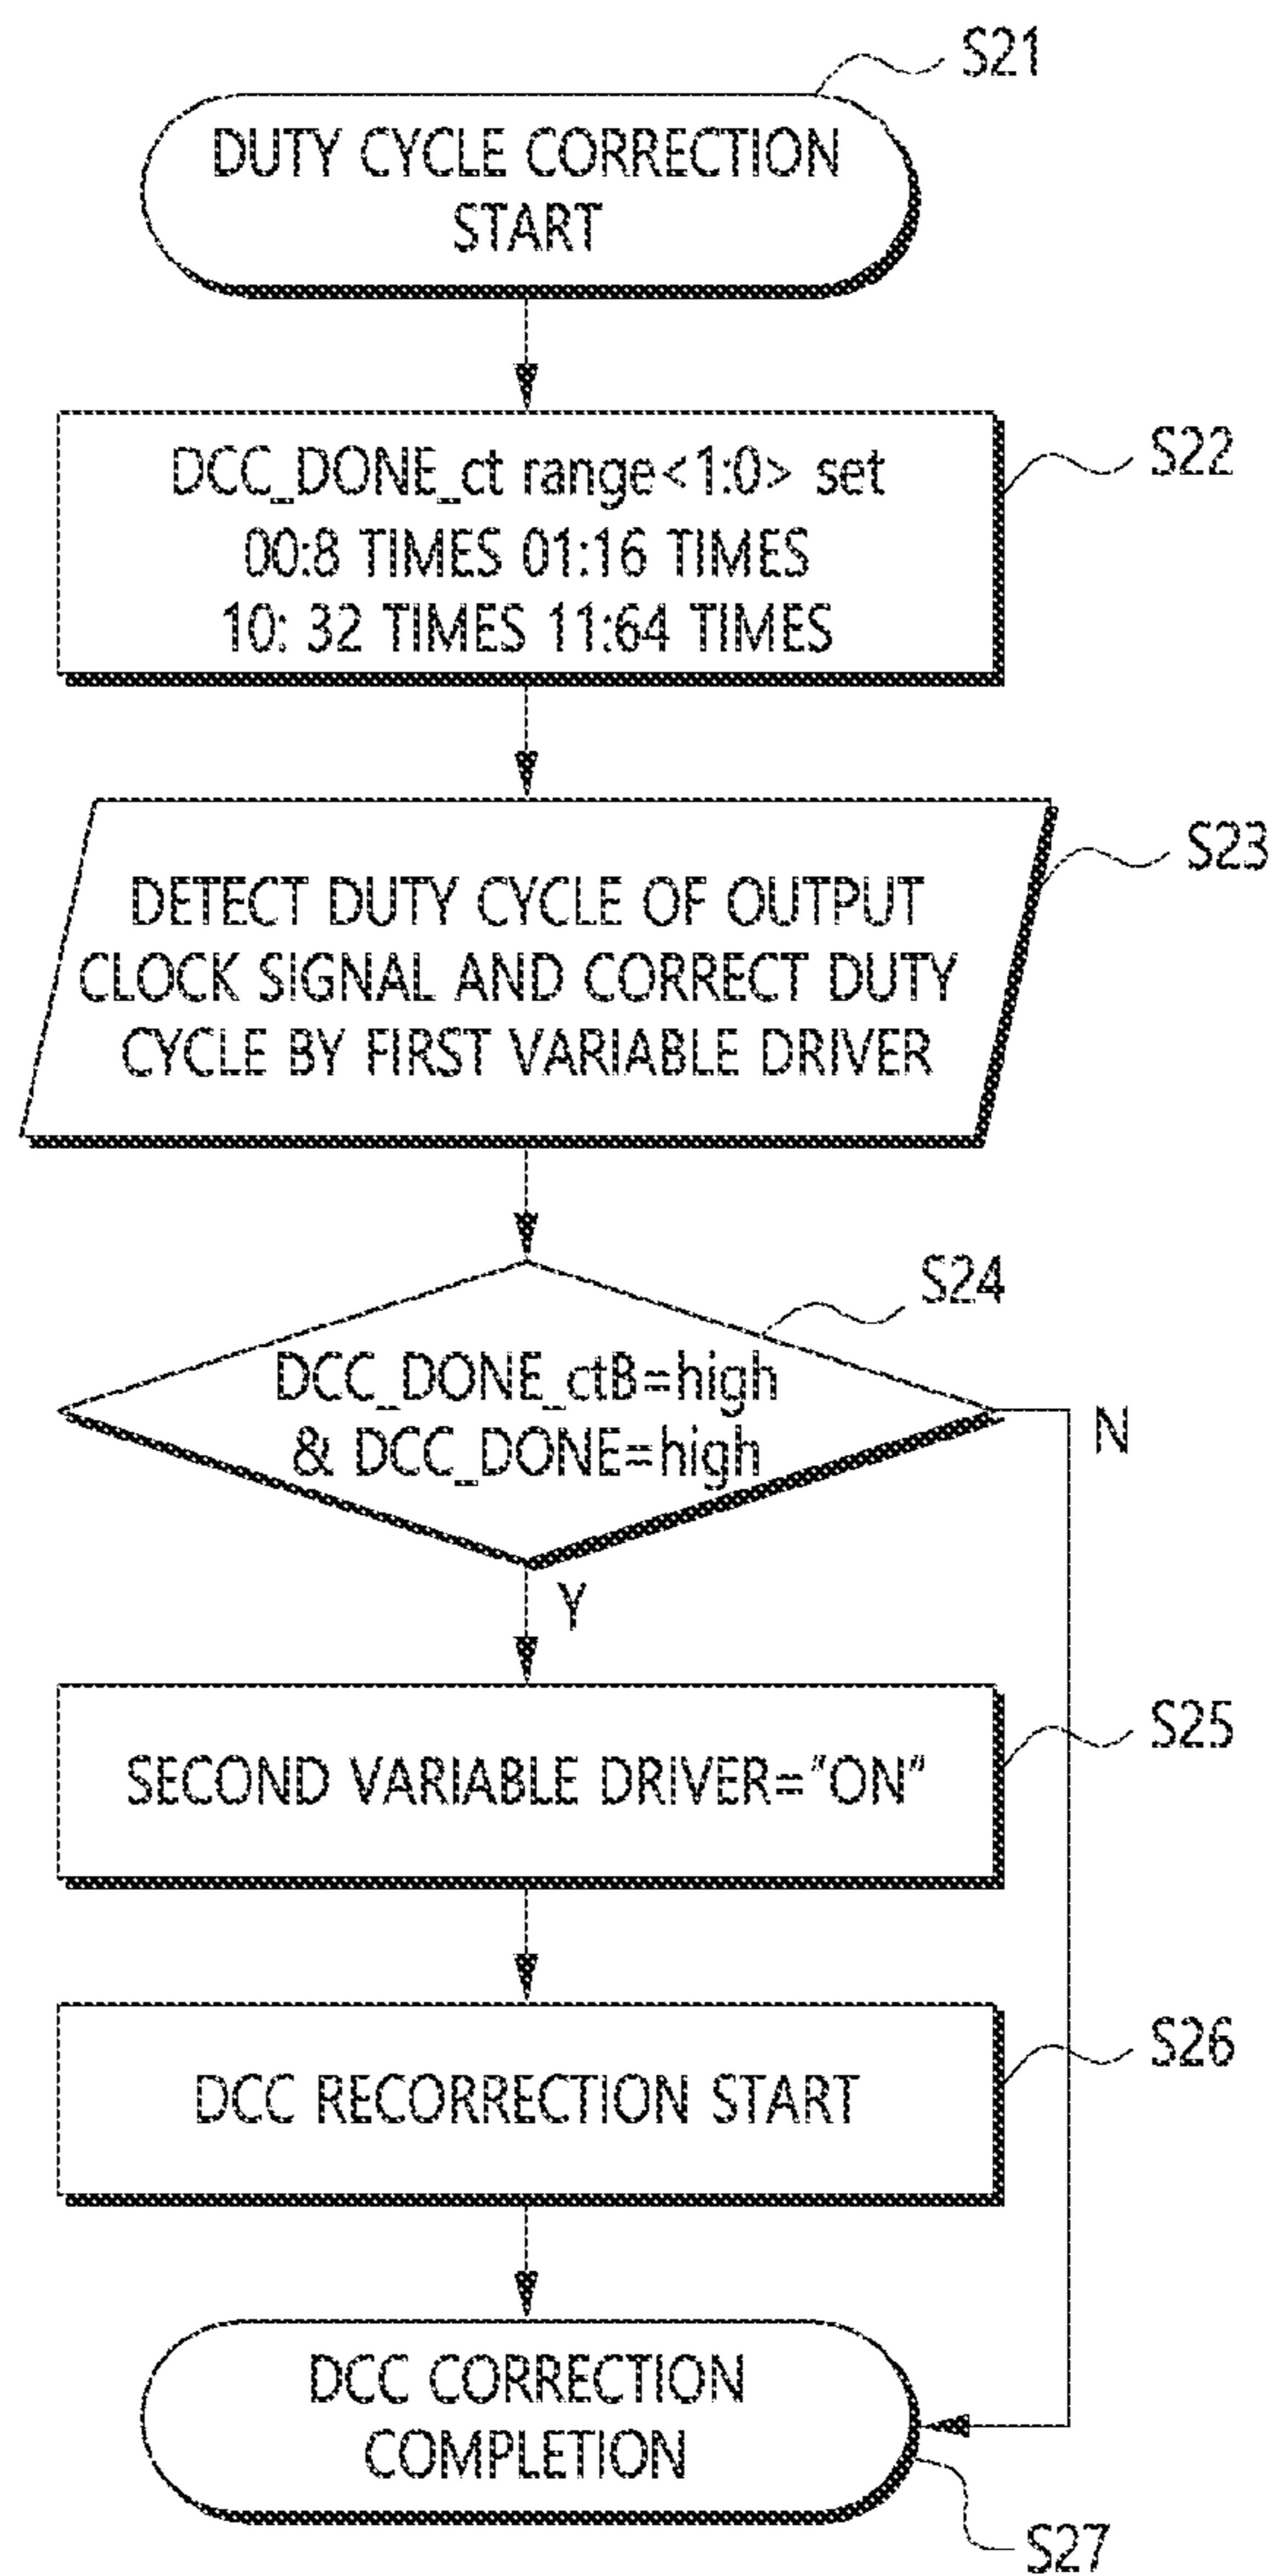 S21
DUTY CYCLE CORRECTION
START
DCC_DONE_ct range<1:0> set
00:8 TIMES 01:16 TIMES
10: 32 TIMES 11:64 TIMES
S22
DETECT DUTY CYCLE OF OUTPUT
CLOCK SIGNAL AND CORRECT DUTY
CYCLE BY FIRST VARIABLE DRIVER
S23
S24
DCC_DONE_ctB=high
& DCC_DONE=high
N
Y
SECOND VARIABLE DRIVER="ON"
S25
DCC RECORRECTION START
S26
DCC CORRECTION
COMPLETION
S27